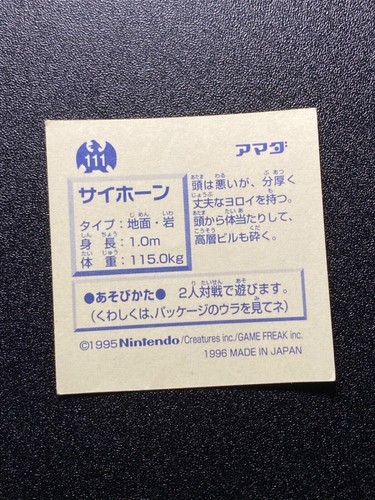 111
アマダ
サイホーン
タイプ：地面・岩
身長：1.0m
体重：115.0kg
頭は悪いが、分厚く
丈夫なヨロイを持つ。
頭から体当たりして、
高層ビルも砕く。
●あそびかた● 2人対戦で遊びます。
(くわしくは、パッケージのウラを見てネ)
©1995 Nintendo/Creatures inc./GAME FREAK inc.
1996 MADE IN JAPAN